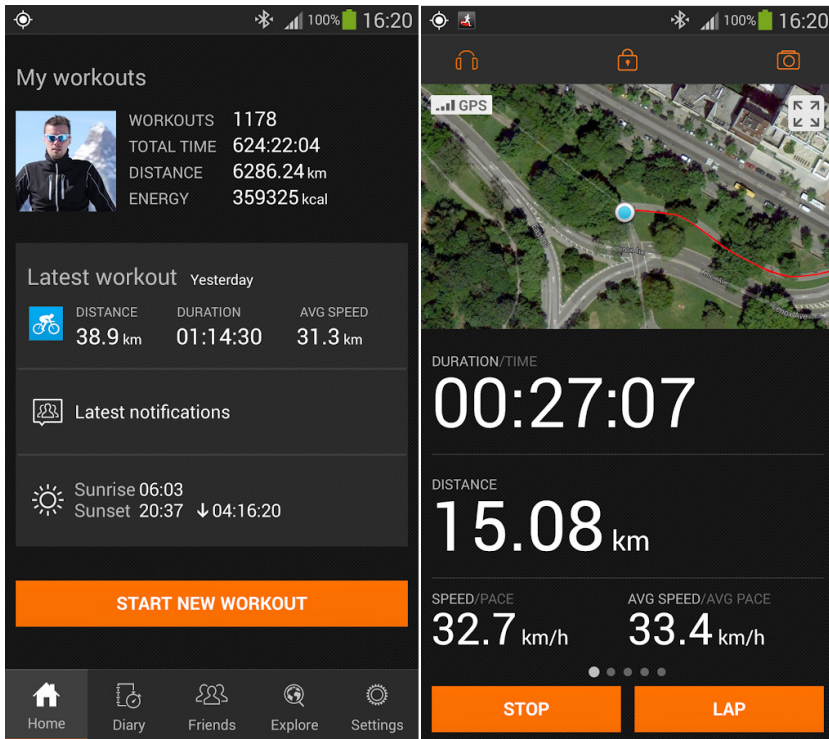 100% 16:20
My workouts
WORKOUTS 1178
TOTAL TIME 624:22:04
DISTANCE 6286.24 km
ENERGY 359325 kcal
Latest workout Yesterday
DISTANCE DURATION AVG SPEED
38.9 km 01:14:30 31.3 km
Latest notifications
Sunrise 06:03
Sunset 20:37 04:16:20
START NEW WORKOUT
Home Diary Friends Explore Settings
100% 16:20
GPS
Lenox Ave
DURATION/TIME
00:27:07
DISTANCE
15.08 km
SPEED/PACE AVG SPEED/AVG PACE
32.7 km/h 33.4 km/h
STOP LAP